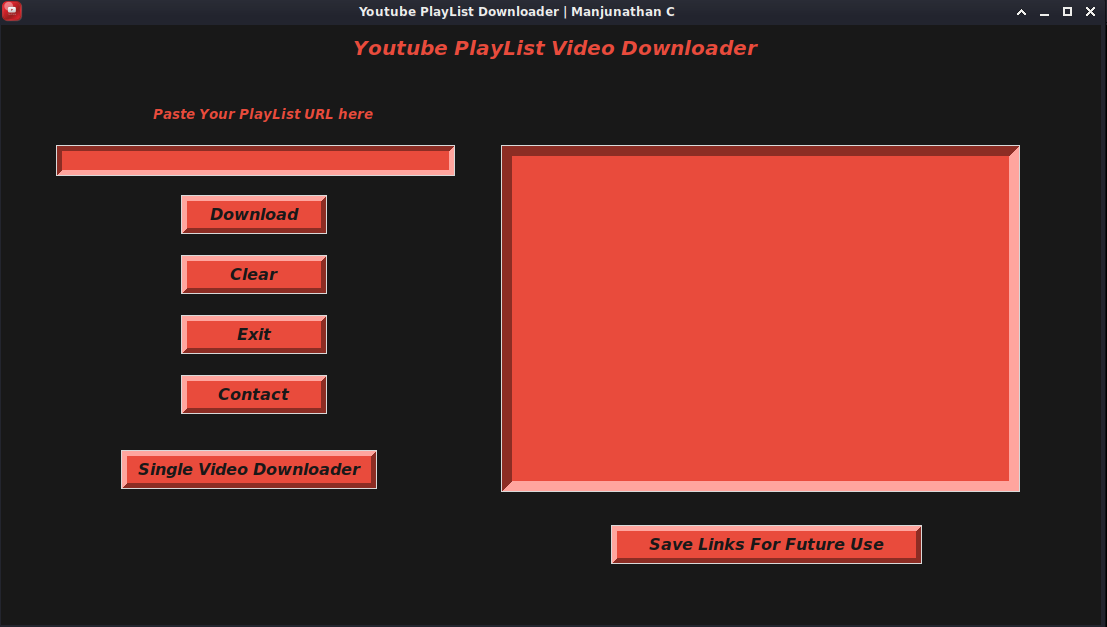 Youtube PlayList Downloader | Manjunathan C
Youtube PlayList Video Downloader
Paste Your PlayList URL here
Download
Clear
Exit
Contact
Single Video Downloader
Save Links For Future Use